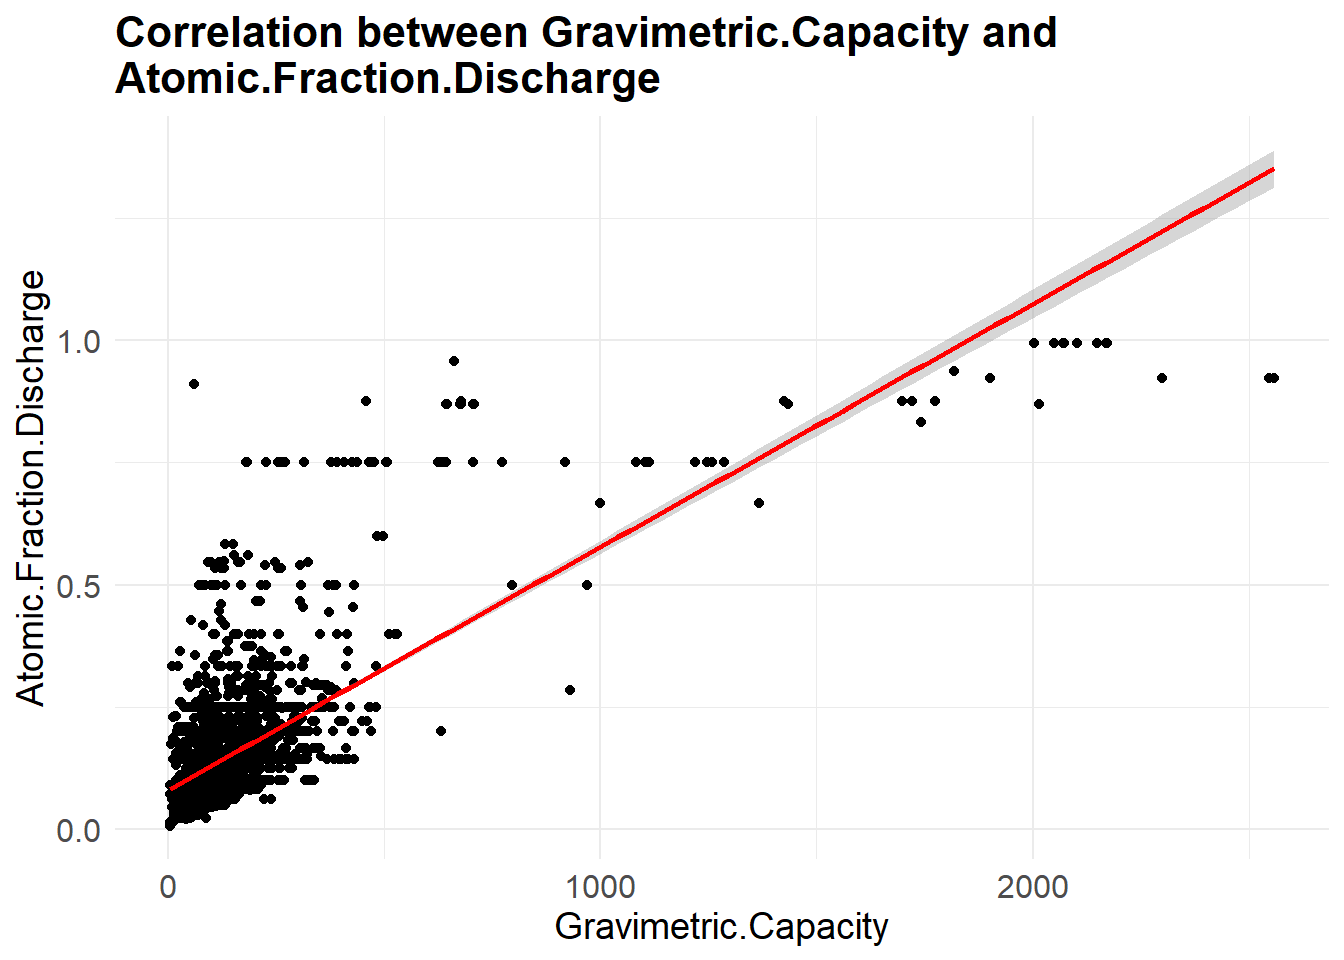 Correlation between Gravimetric.Capacity and
Atomic.Fraction.Discharge
Atomic.Fraction.Discharge
1.0
0.5
0.0
0
1000
2000
Gravimetric.Capacity